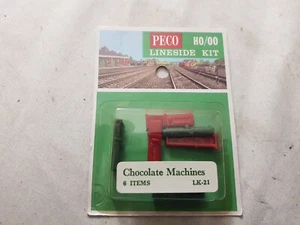 PECO HO/OO
LINESIDE KIT
Chocolate Machines
6 ITEMS LK-21